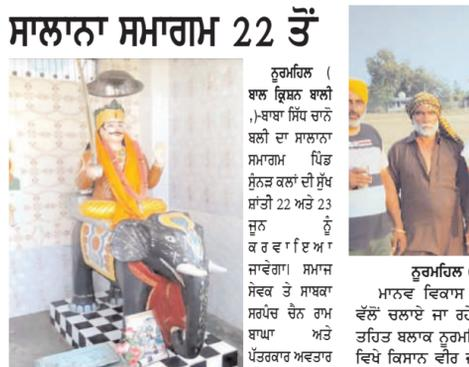 ਸਾਲਾਨਾ ਸਮਾਗਮ 22 ਤੋਂ
ਨੂਰਮਹਿਲ (
ਬਾਲ ਕ੍ਰਿਸ਼ਨ ਬਾਲੀ
,)-ਬਾਬਾ ਸਿੱਧ ਚਾਨੋ
ਬਲੀ ਦਾ ਸਾਲਾਨਾ
ਸਮਾਗਮ ਪਿੰਡ
ਸੁੰਨੜ ਕਲਾਂ ਦੀ ਸੁੱਖ
ਸ਼ਾਂਤੀ 22 ਅਤੇ 23
ਜੂਨ ਨੂੰ
ਕਰਵਾਇਆ
ਜਾਵੇਗਾ। ਸਮਾਜ
ਸੇਵਕ ਤੇ ਸਾਬਕਾ
ਸਰਪੰਚ ਚੈਨ ਰਾਮ
ਬਾਘਾ ਅਤੇ
ਪੱਤਰਕਾਰ ਅਵਤਾਰ
ਨੂਰਮਹਿਲ (
ਮਾਨਵ ਵਿਕਾਸ
ਵੱਲੋਂ ਚਲਾਏ ਜਾ ਰਹੇ
ਤਹਿਤ ਬਲਾਕ ਨੂਰਮ
ਵਿਖੇ ਕਿਸਾਨ ਵੀਰ